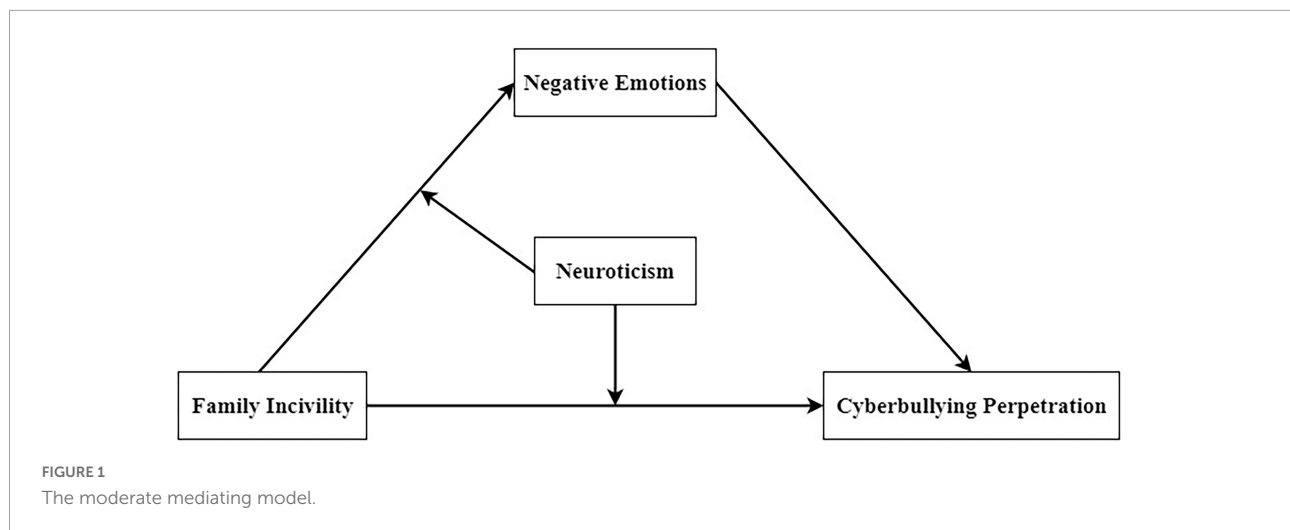 Negative Emotions
Neuroticism
Family Incivility
Cyberbullying Perpetration
FIGURE 1
The moderate mediating model.